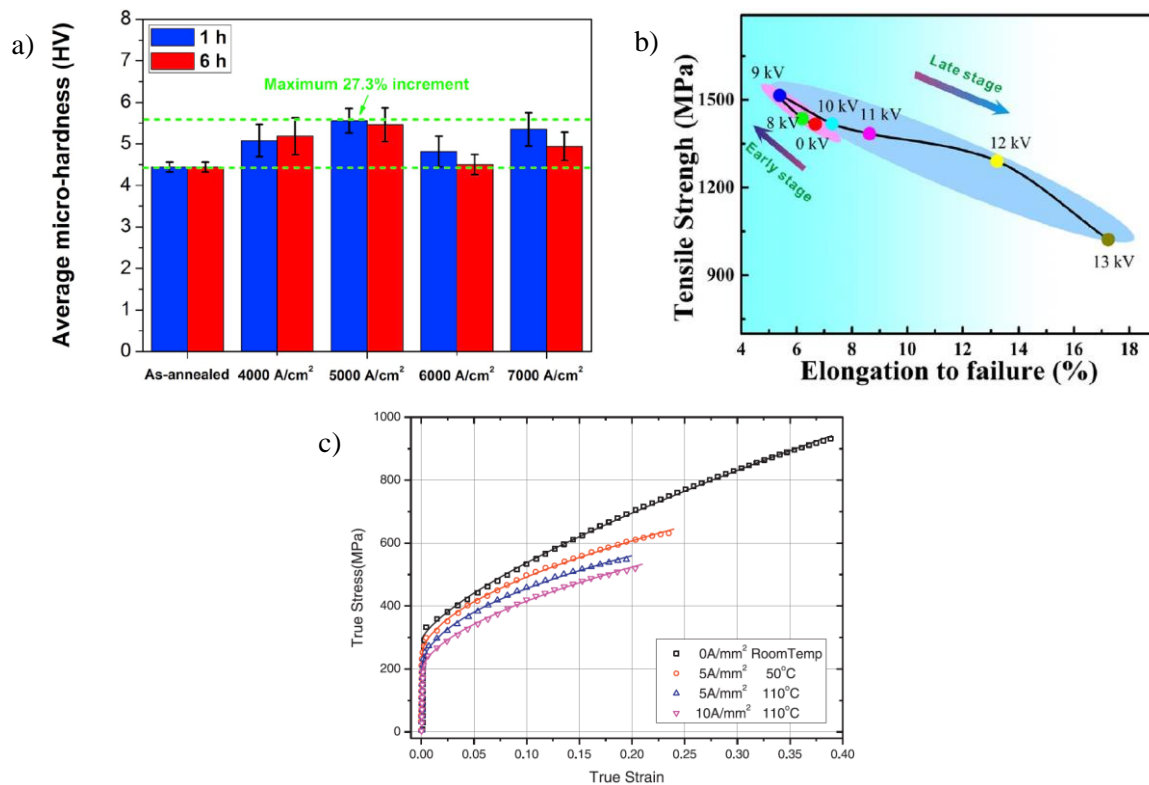 a)
Average micro-hardness (HV)
8
7
6
5
4
3
2
1
0
1 h
6 h
Maximum 27.3% increment
As-annealed 4000 A/cm² 5000 A/cm² 6000 A/cm² 7000 A/cm²
b)
Tensile Strengh (MPa)
1500
1200
900
9 kV
8 kV
0 kV
10 kV
11 kV
12 kV
13 kV
Late stage
Early stage
4 6 8 10 12 14 16 18
Elongation to failure (%)
c)
True Stress(MPa)
1000
800
600
400
200
0
0A/mm² RoomTemp
5A/mm² 50°C
5A/mm² 110°C
10A/mm² 110°C
0.00 0.05 0.10 0.15 0.20 0.25 0.30 0.35 0.40
True Strain